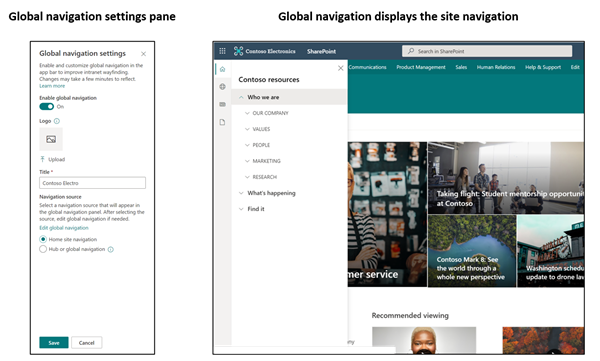 Global navigation settings pane
Global navigation displays the site navigation
Global navigation settings
Enable and customize global navigation in the
app bar to improve intranet wayfinding.
Changes may take a few minutes to reflect.
Learn more
Enable global navigation
On
Logo
Upload
Title *
Contoso Electro
Navigation source
Select a navigation source that will appear in
the global navigation panel. After selecting the
source, edit global navigation if needed.
Edit global navigation
Home site navigation
Hub or global navigation
Save
Cancel
Contoso Electronics
SharePoint
Search in SharePoint
Communications
Product Management
Sales
Human Relations
Help & Support
Edit
Contoso resources
Who we are
OUR COMPANY
VALUES
PEOPLE
MARKETING
RESEARCH
What's happening
Find it
Taking flight: Student mentorship opportuni
at Contoso
mer service
Contoso Mark 8: See
the world through a
whole new perspective
Washington sched
update to drone la
Recommended viewing